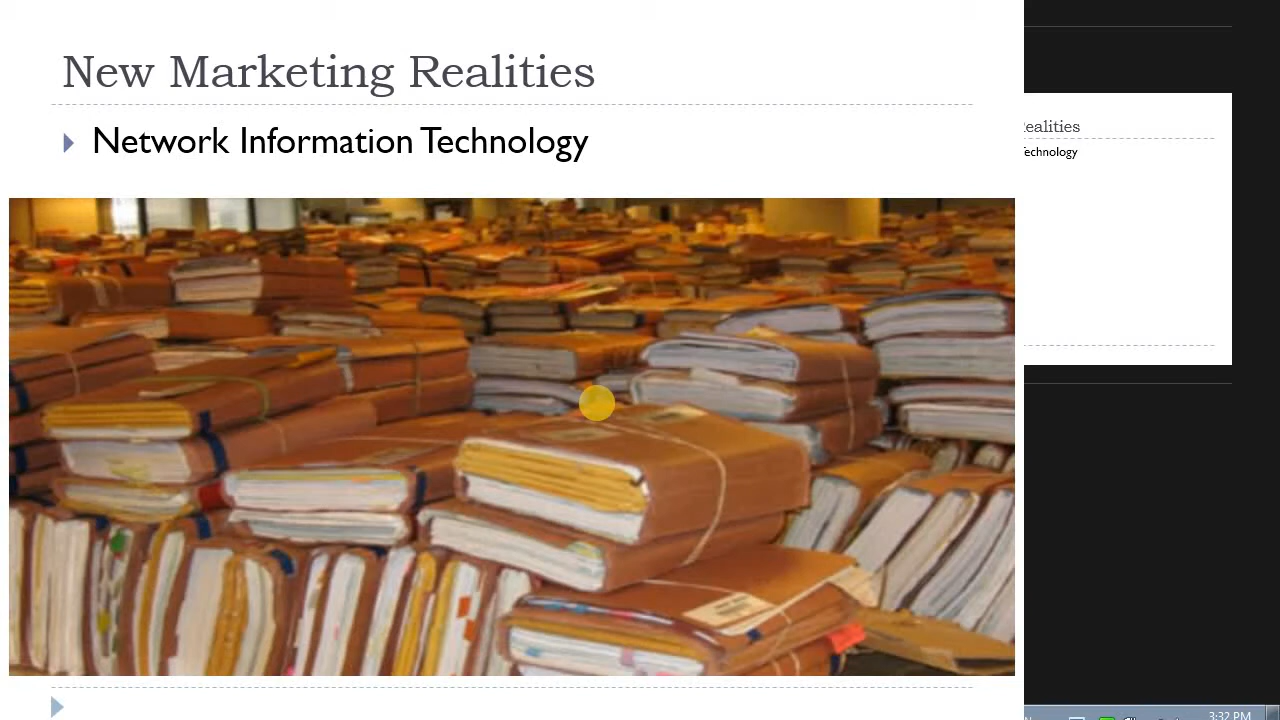 New Marketing Realities
Network Information Technology
ealities
echnology
3:32 PM